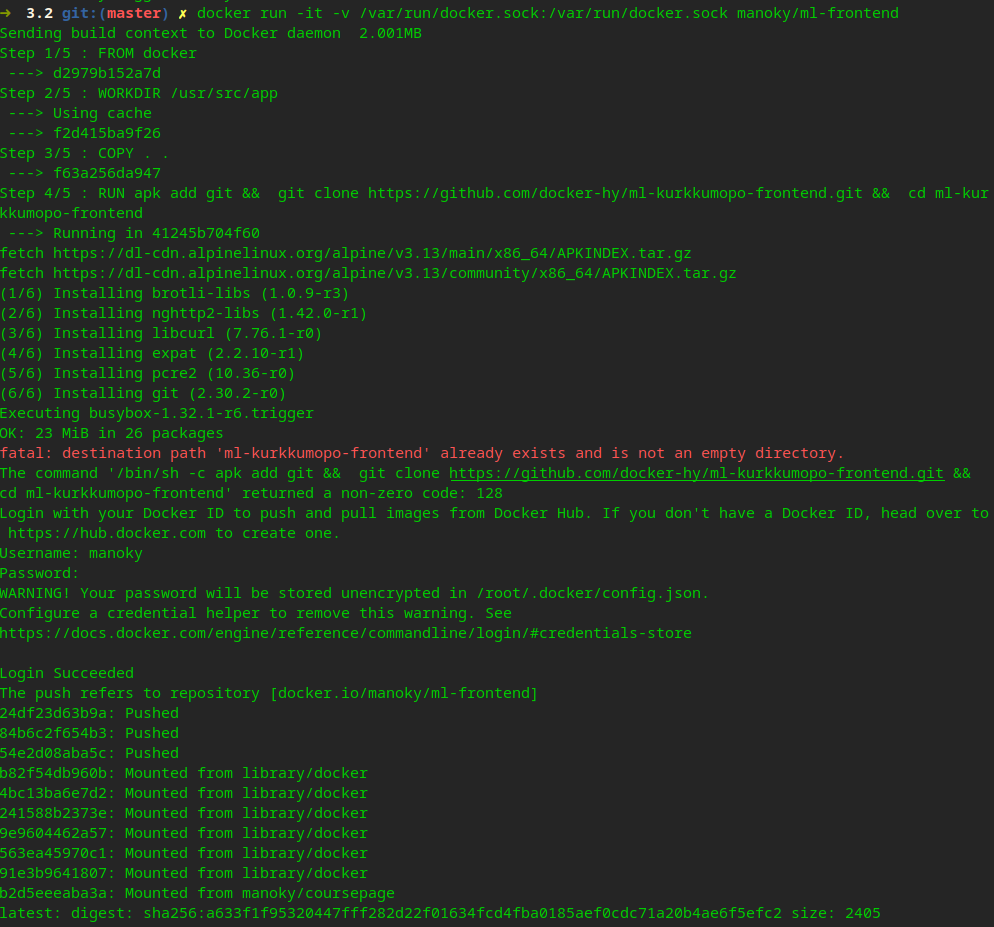 → 3.2 git:(master) ✗ docker run -it -v /var/run/docker.sock:/var/run/docker.sock manoky/ml-frontend
Sending build context to Docker daemon  2.001MB
Step 1/5 : FROM docker
 ---> d2979b152a7d
Step 2/5 : WORKDIR /usr/src/app
 ---> Using cache
 ---> f2d415ba9f26
Step 3/5 : COPY . .
 ---> f63a256da947
Step 4/5 : RUN apk add git &&  git clone https://github.com/docker-hy/ml-kurkkumopo-frontend.git &&  cd ml-kur
kkumopo-frontend
 ---> Running in 41245b704f60
fetch https://dl-cdn.alpinelinux.org/alpine/v3.13/main/x86_64/APKINDEX.tar.gz
fetch https://dl-cdn.alpinelinux.org/alpine/v3.13/community/x86_64/APKINDEX.tar.gz
(1/6) Installing brotli-libs (1.0.9-r3)
(2/6) Installing nghttp2-libs (1.42.0-r1)
(3/6) Installing libcurl (7.76.1-r0)
(4/6) Installing expat (2.2.10-r1)
(5/6) Installing pcre2 (10.36-r0)
(6/6) Installing git (2.30.2-r0)
Executing busybox-1.32.1-r6.trigger
OK: 23 MiB in 26 packages
fatal: destination path 'ml-kurkkumopo-frontend' already exists and is not an empty directory.
The command '/bin/sh -c apk add git &&  git clone https://github.com/docker-hy/ml-kurkkumopo-frontend.git &&
cd ml-kurkkumopo-frontend' returned a non-zero code: 128
Login with your Docker ID to push and pull images from Docker Hub. If you don't have a Docker ID, head over to
 https://hub.docker.com to create one.
Username: manoky
Password:
WARNING! Your password will be stored unencrypted in /root/.docker/config.json.
Configure a credential helper to remove this warning. See
https://docs.docker.com/engine/reference/commandline/login/#credentials-store
Login Succeeded
The push refers to repository [docker.io/manoky/ml-frontend]
24df23d63b9a: Pushed
84b6c2f654b3: Pushed
54e2d08aba5c: Pushed
b82f54db960b: Mounted from library/docker
4bc13ba6e7d2: Mounted from library/docker
241588b2373e: Mounted from library/docker
9e9604462a57: Mounted from library/docker
563ea45970c1: Mounted from library/docker
91e3b9641807: Mounted from library/docker
b2d5eeeaba3a: Mounted from manoky/coursepage
latest: digest: sha256:a633f1f95320447fff282d22f01634fcd4fba0185aef0cdc71a20b4ae6f5efc2 size: 2405